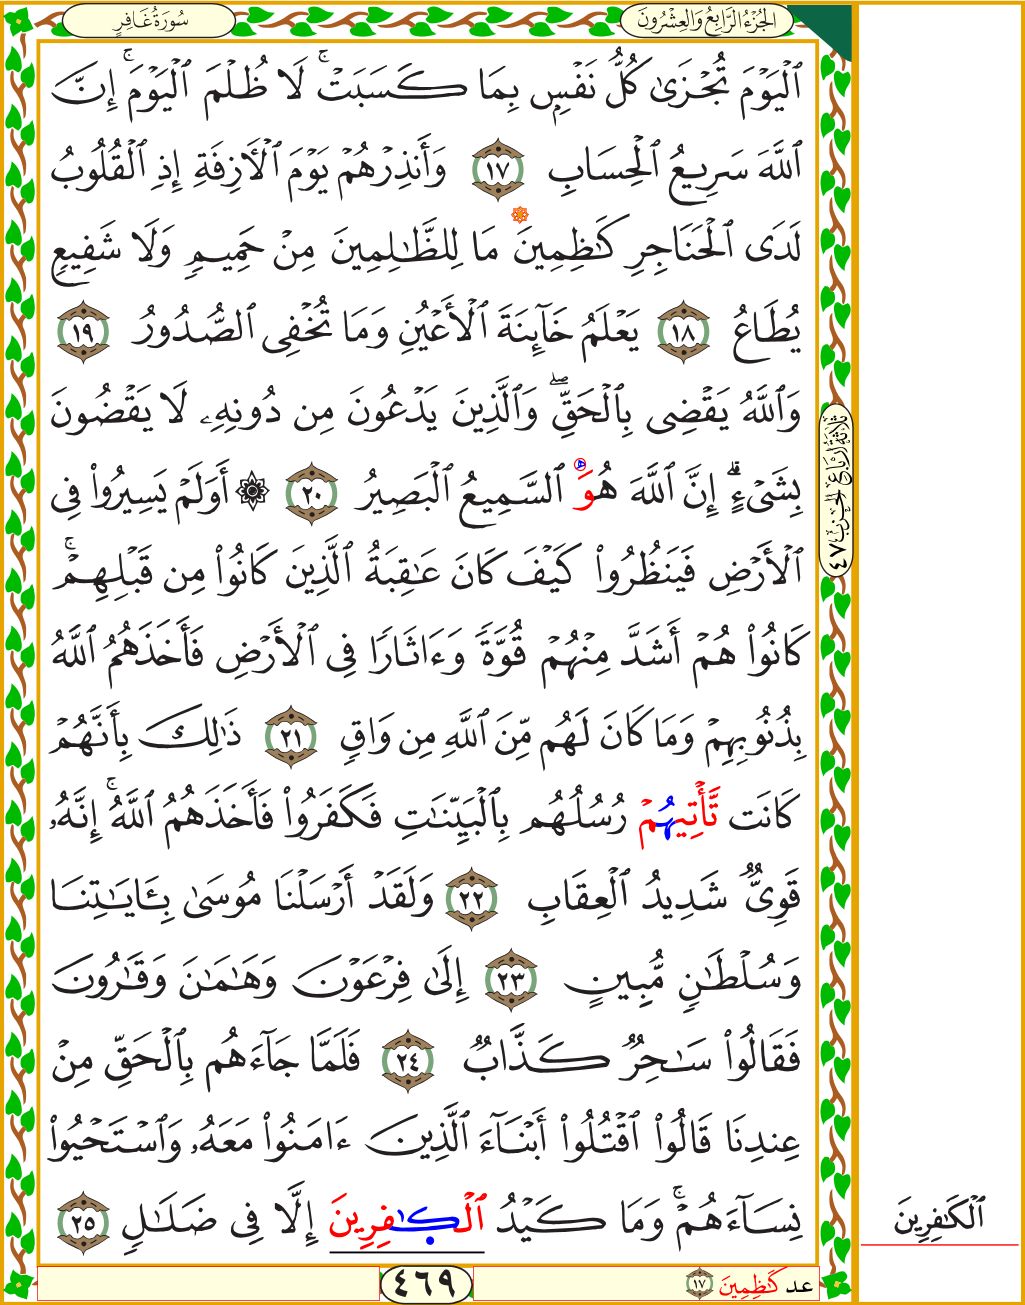 سُورَةُ غَافِرٍ
الجُزْءُ الرَّابِعُ وَالعِشْرُونَ
ٱلْيَوْمَ تُجْزَىٰ كُلُّ نَفْسِۭ بِمَا كَسَبَتْۚ لَا ظُلْمَ ٱلْيَوْمَۚ إِنَّ
ٱللَّهَ سَرِيعُ ٱلْحِسَابِ ١٧ وَأَنذِرْهُمْ يَوْمَ ٱلْأَزِفَةِ إِذِ ٱلْقُلُوبُ
لَدَى ٱلْحَنَاجِرِ كَٰظِمِينَ مَا لِلظَّٰلِمِينَ مِنْ حَمِيمٖ وَلَا شَفِيعٖ
يُطَاعُ ١٨ يَعْلَمُ خَآئِنَةَ ٱلْأَعْيُنِ وَمَا تُخْفِى ٱلصُّدُورُ ١٩
وَٱللَّهُ يَقْضِى بِٱلْحَقِّۖ وَٱلَّذِينَ يَدْعُونَ مِن دُونِهِۦ لَا يَقْضُونَ
بِشَىْءٍۗ إِنَّ ٱللَّهَ هُوَ ٱلسَّمِيعُ ٱلْبَصِيرُ ٢٠ ۞ أَوَلَمْ يَسِيرُوا۟ فِى
ٱلْأَرْضِ فَيَنظُرُوا۟ كَيْفَ كَانَ عَٰقِبَةُ ٱلَّذِينَ كَانُوا۟ مِن قَبْلِهِمْۚ
كَانُوا۟ هُمْ أَشَدَّ مِنْهُمْ قُوَّةٗ وَءَاثَارٗا فِى ٱلْأَرْضِ فَأَخَذَهُمُ ٱللَّهُ
بِذُنُوبِهِمْ وَمَا كَانَ لَهُم مِّنَ ٱللَّهِ مِن وَاقٖ ٢١ ذَٰلِكَ بِأَنَّهُمْ
كَانَت تَّأْتِيهُمْ رُسُلُهُم بِٱلْبَيِّنَٰتِ فَكَفَرُوا۟ فَأَخَذَهُمُ ٱللَّهُۚ إِنَّهُۥ
قَوِىّٞ شَدِيدُ ٱلْعِقَابِ ٢٢ وَلَقَدْ أَرْسَلْنَا مُوسَىٰ بِـَٔايَٰتِنَا
وَسُلْطَٰنٖ مُّبِينٍ ٢٣ إِلَىٰ فِرْعَوْنَ وَهَٰمَٰنَ وَقَٰرُونَ
فَقَالُوا۟ سَٰحِرٞ كَذَّابٞ ٢٤ فَلَمَّا جَآءَهُم بِٱلْحَقِّ مِنْ
عِندِنَا قَالُوا۟ ٱقْتُلُوا۟ أَبْنَآءَ ٱلَّذِينَ ءَامَنُوا۟ مَعَهُۥ وَٱسْتَحْيُوا۟
نِسَآءَهُمْۚ وَمَا كَيْدُ ٱلْكَٰفِرِينَ إِلَّا فِى ضَلَٰلٖ ٢٥
ثَلَاثَةُ أَرْبَاعِ الحِزْبِ ٤٧
ٱلْكَٰفِرِينَ
عد كَٰظِمِينَ ١٧
٤٦٩